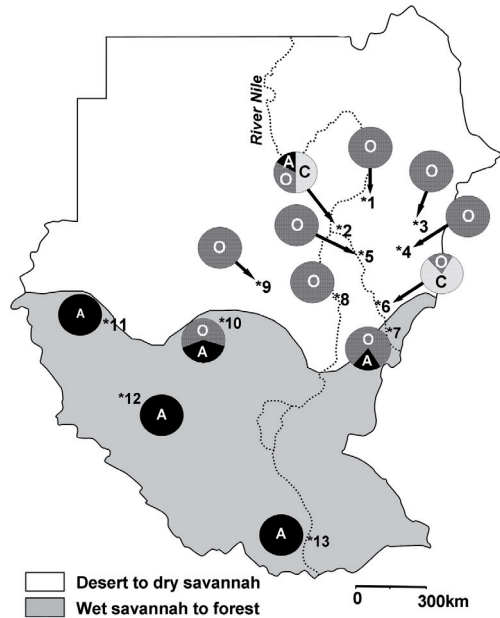 River Nile
O
A
O
C
*1
O
*3
O
*4
O
*5
*2
O
*9
O
C
*6
O
*8
*7
O
A
A
*11
O
A
*10
*12
A
A
*13
Desert to dry savannah
Wet savannah to forest
0 300km